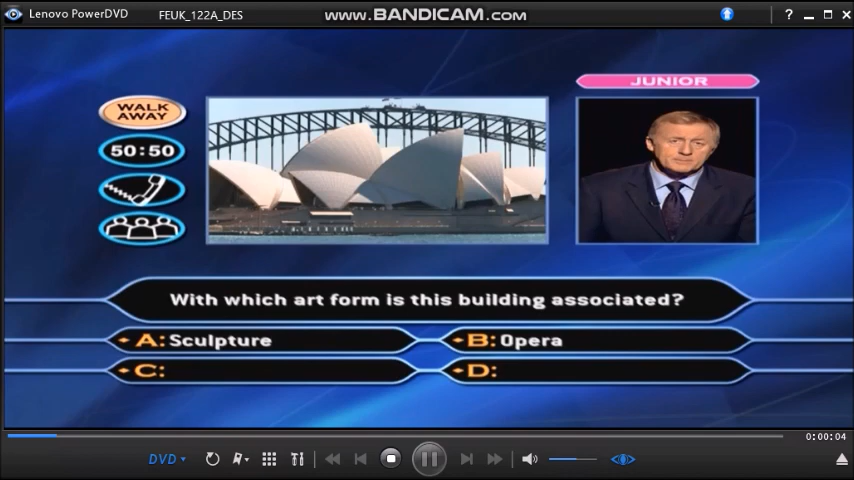 Lenovo PowerDVD
FEUK_122A_DES
www.BANDICAM.com
?
JUNIOR
WALK
AWAY
50:50
With which art form is this building associated?
A: Sculpture
B: Opera
C:
D:
0:00:04
DVD